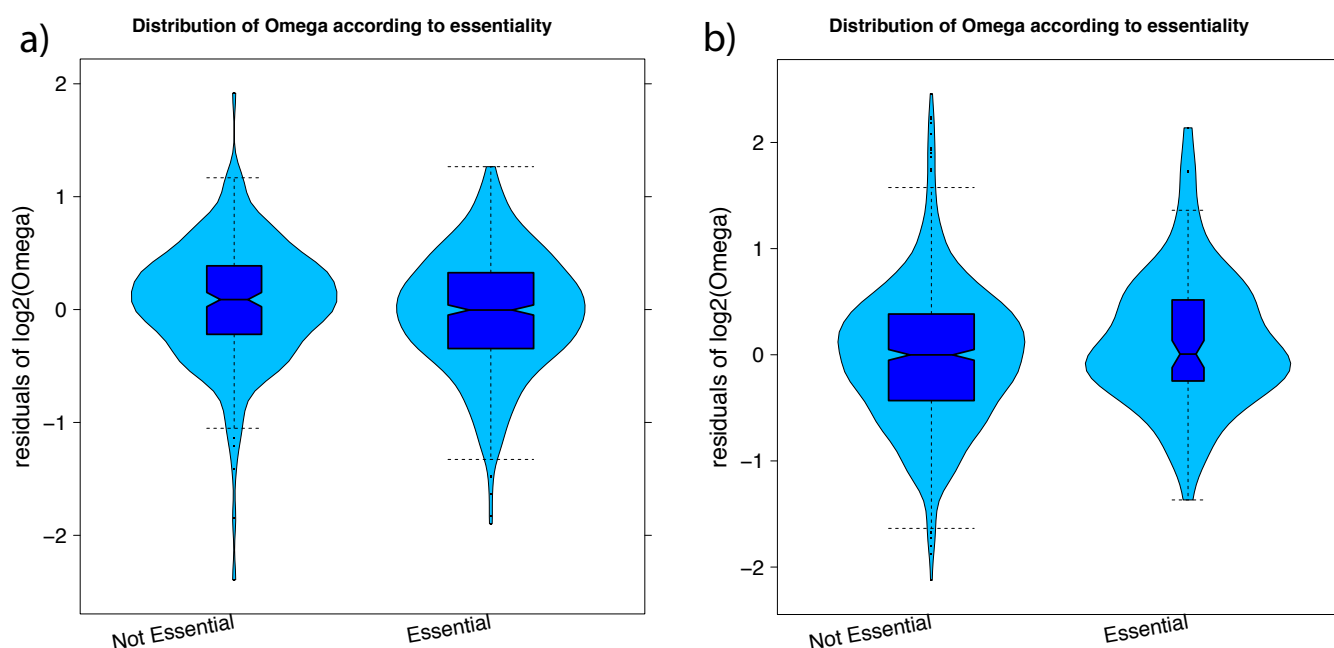 a)
Distribution of Omega according to essentiality
residuals of log2(Omega)
2
1
0
−1
−2
Not Essential
Essential
b)
Distribution of Omega according to essentiality
residuals of log2(Omega)
2
1
0
−1
−2
Not Essential
Essential